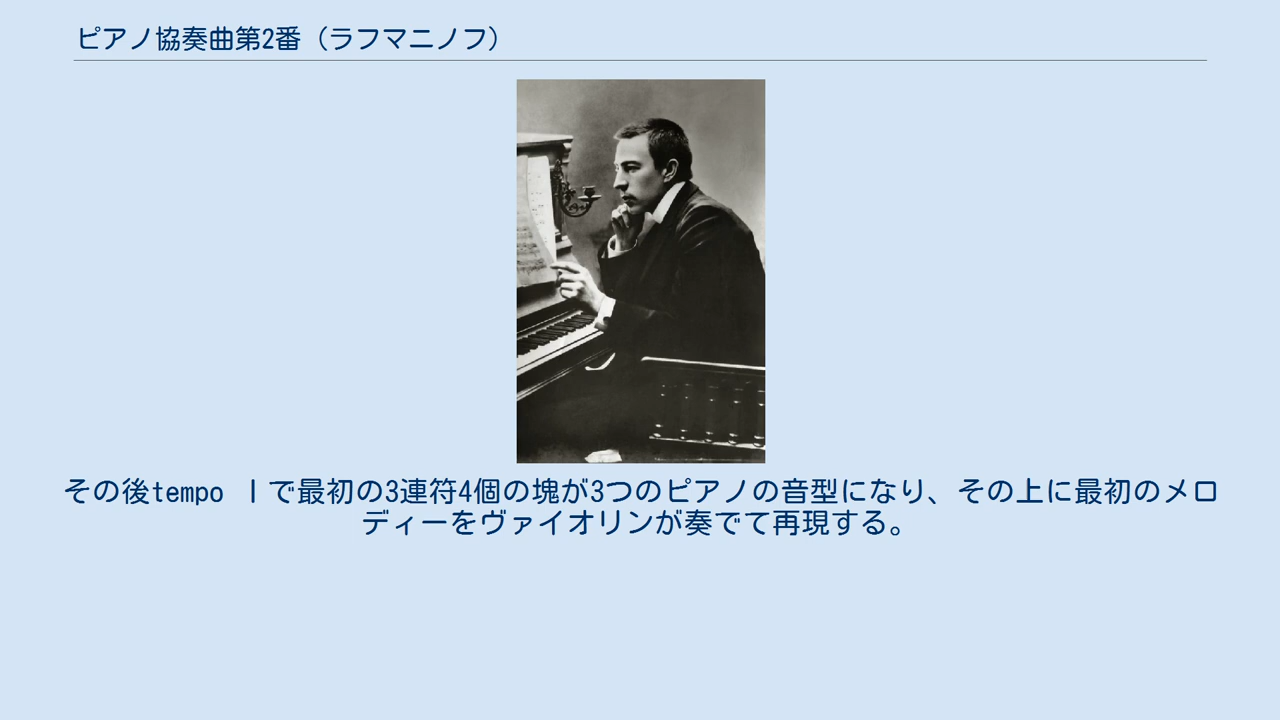 ピアノ協奏曲第2番（ラフマニノフ）
その後tempo Ｉで最初の3連符4個の塊が3つのピアノの音型になり、その上に最初のメロ
ディーをヴァイオリンが奏でて再現する。